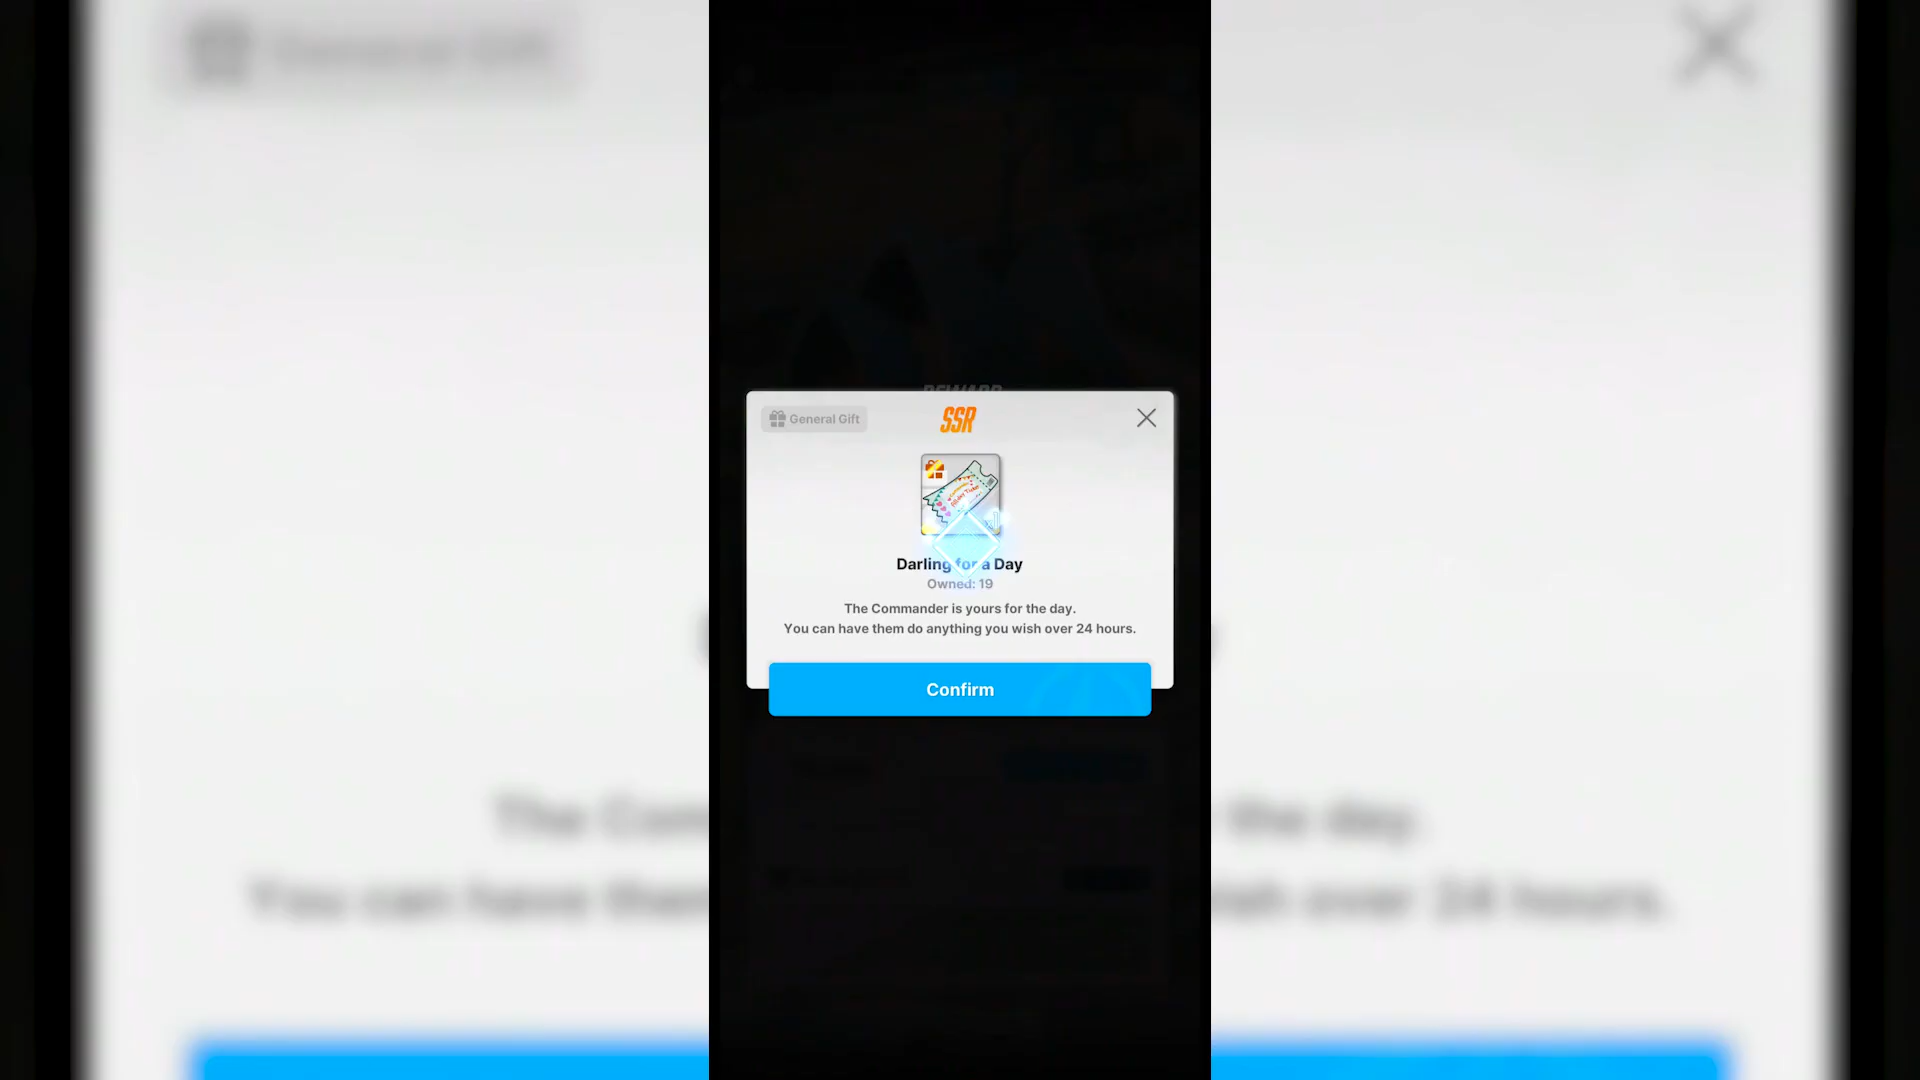 General Gift
SSR
x1
Darling for a Day
Owned: 19
The Commander is yours for the day.
You can have them do anything you wish over 24 hours.
Confirm